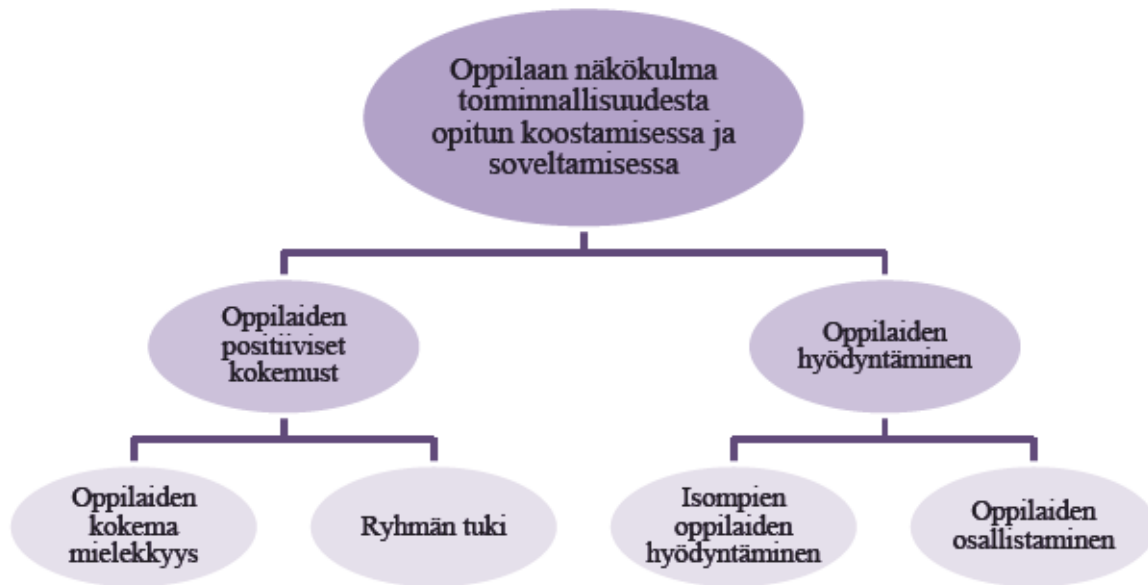 Oppilaan näkökulma
toiminnallisuudesta
opitun koostamisessa ja
soveltamisessa
Oppilaiden
positiiviset
kokemust
Oppilaiden
hyödyntäminen
Oppilaiden
kokema
mielekkyys
Ryhmän tuki
Isompien
oppilaiden
hyödyntäminen
Oppilaiden
osallistaminen